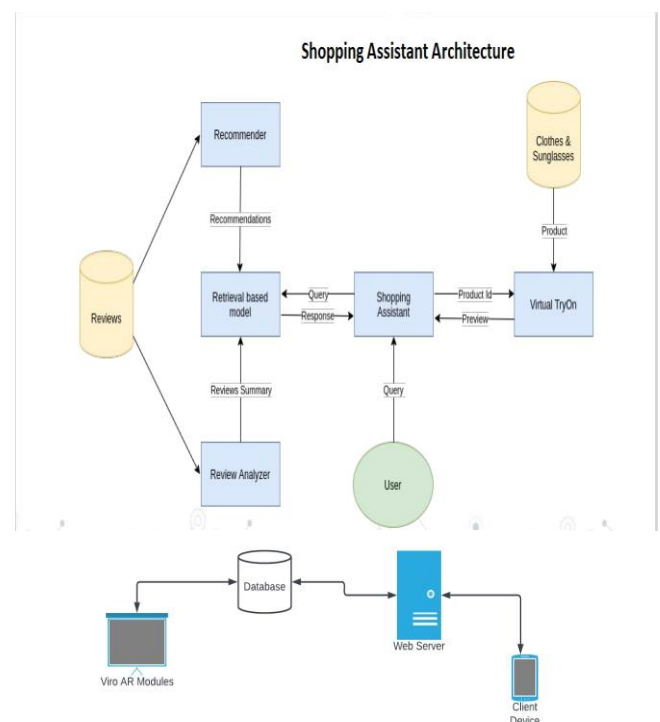 Shopping Assistant Architecture
Recommender
Clothes &
Sunglasses
Recommendations
Product
Reviews
Retrieval based
model
Query
Response
Shopping
Assistant
Product Id
Preview
Virtual TryOn
Reviews Summary
Query
Review Analyzer
User
Database
Web Server
Viro AR Modules
Client
Device